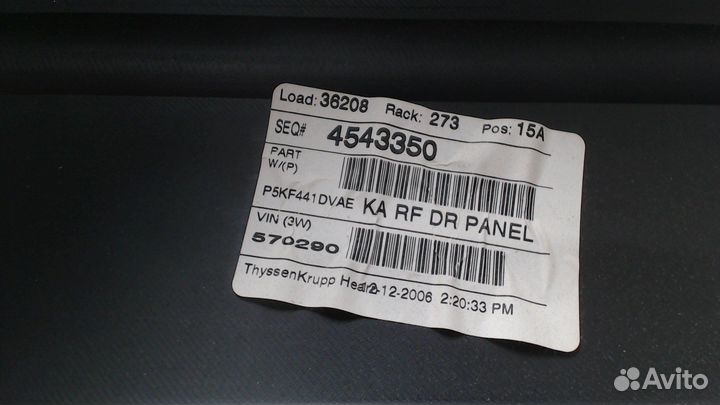 Load: 36208 Rack: 273 Pos: 15A
SEQ# 4543350
PART
W/(P)
P5KF441DVAE KA RF DR PANEL
VIN (3W)
570290
ThyssenKrupp 12-12-2006 2:20:33 PM
Avito